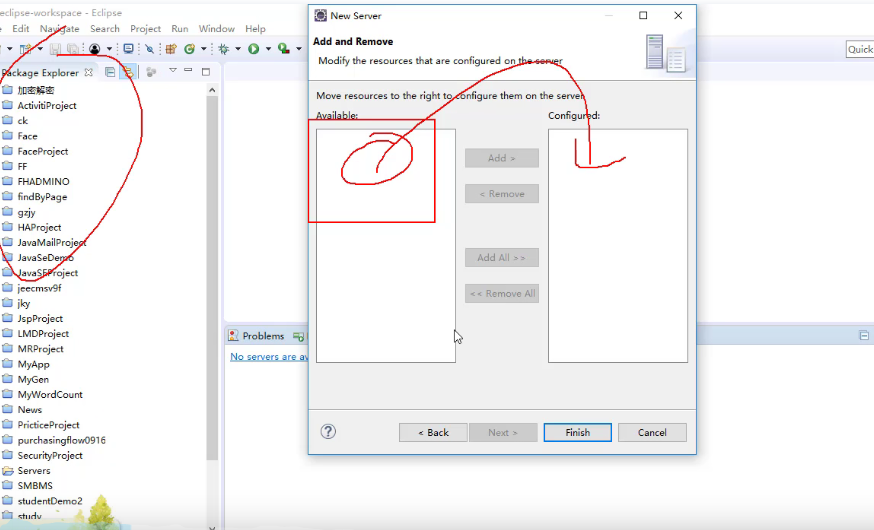 eclipse-workspace - Eclipse
Edit Navigate Search Project Run Window Help
Quick
Package Explorer
加密解密
ActivitiProject
ck
Face
FaceProject
FF
FHADMINO
findByPage
gzjy
HAProject
JavaMailProject
JavaSeDemo
JavaSEProject
jeecmsv9f
jky
JspProject
LMDProject
MRProject
MyApp
MyGen
MyWordCount
News
PricticeProject
purchasingflow0916
SecurityProject
Servers
SMBMS
studentDemo2
study
New Server
Add and Remove
Modify the resources that are configured on the server
Move resources to the right to configure them on the server
Available:
Configured:
Add >
< Remove
Add All >>
<< Remove All
? < Back Next > Finish Cancel
Problems
No servers are av